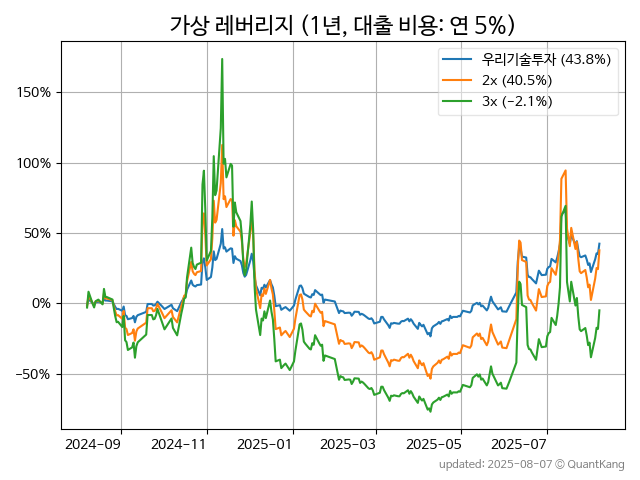 가상 레버리지 (1년, 대출 비용: 연 5%)
우리기술투자 (43.8%)
2x (40.5%)
3x (−2.1%)
150%
100%
50%
0%
−50%
2024-09 2024-11 2025-01 2025-03 2025-05 2025-07
updated: 2025-08-07 © QuantKang